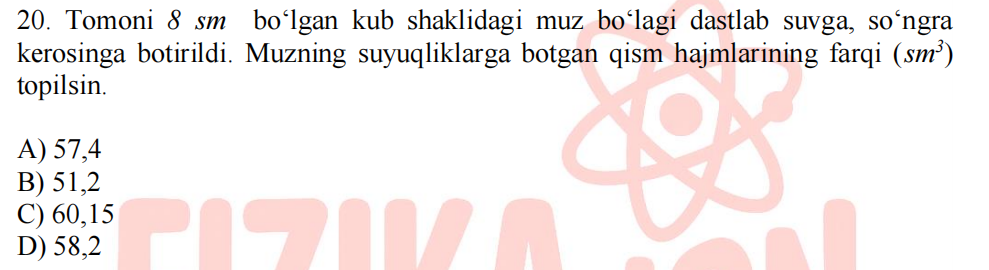 20. Tomoni 8 sm bo‘lgan kub shaklidagi muz bo‘lagi dastlab suvga, so‘ngra
kerosinga botirildi. Muzning suyuqliklarga botgan qism hajmlarining farqi (sm³)
topilsin.
A) 57,4
B) 51,2
C) 60,15
D) 58,2